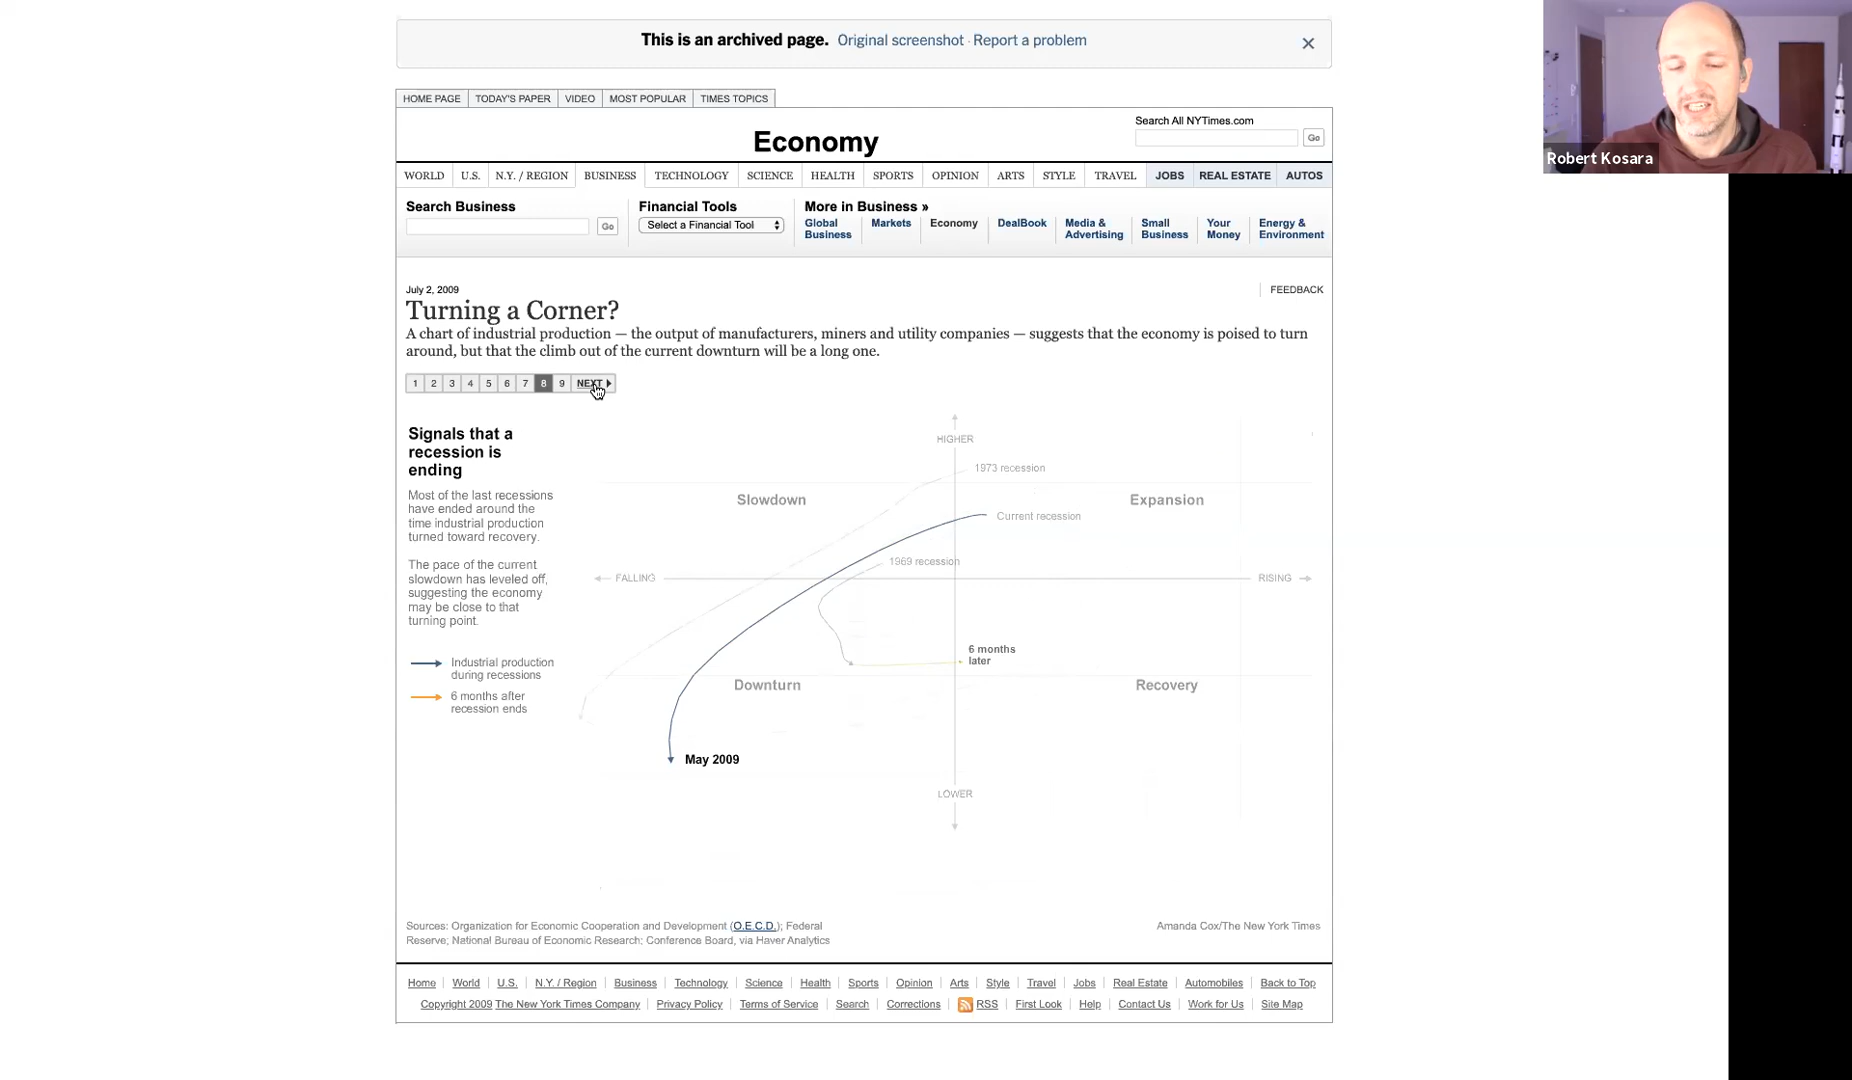 This is an archived page. Original screenshot · Report a problem
Robert Kosara
HOME PAGE TODAY'S PAPER VIDEO MOST POPULAR TIMES TOPICS
Search All NYTimes.com
Economy
Go
WORLD U.S. N.Y. / REGION BUSINESS TECHNOLOGY SCIENCE HEALTH SPORTS OPINION ARTS STYLE TRAVEL JOBS REAL ESTATE AUTOS
Search Business Financial Tools More in Business »
Go Select a Financial Tool
Global Business Markets Economy DealBook Media & Advertising Small Business Your Money Energy & Environment
July 2, 2009 FEEDBACK
Turning a Corner?
A chart of industrial production — the output of manufacturers, miners and utility companies — suggests that the economy is poised to turn
around, but that the climb out of the current downturn will be a long one.
1 2 3 4 5 6 7 8 9 NEXT
Signals that a
recession is
ending
Most of the last recessions
have ended around the
time industrial production
turned toward recovery.
The pace of the current
slowdown has leveled off,
suggesting the economy
may be close to that
turning point.
Industrial production
during recessions
6 months after
recession ends
HIGHER
1973 recession
Slowdown
Expansion
Current recession
1969 recession
FALLING
RISING
6 months
later
Downturn
Recovery
May 2009
LOWER
Sources: Organization for Economic Cooperation and Development (O.E.C.D.); Federal
Reserve; National Bureau of Economic Research; Conference Board, via Haver Analytics
Amanda Cox/The New York Times
Home World U.S. N.Y. / Region Business Technology Science Health Sports Opinion Arts Style Travel Jobs Real Estate Automobiles Back to Top
Copyright 2009 The New York Times Company Privacy Policy Terms of Service Search Corrections RSS First Look Help Contact Us Work for Us Site Map